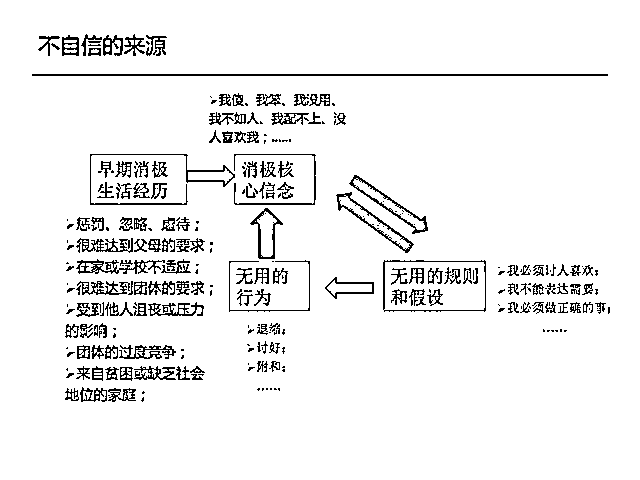 不自信的来源
➢我傻、我笨、我没用、
我不如人、我配不上、没
人喜欢我；......
早期消极
生活经历
消极核
心信念
➢惩罚、忽略、虐待；
➢很难达到父母的要求；
➢在家或学校不适应；
➢很难达到团体的要求；
➢受到他人沮丧或压力
的影响；
➢团体的过度竞争；
➢来自贫困或缺乏社会
地位的家庭；
无用的
行为
➢退缩；
➢讨好；
➢附和；
......
无用的规则
和假设
➢我必须讨人喜欢；
➢我不能表达需要；
➢我必须做正确的事；
......